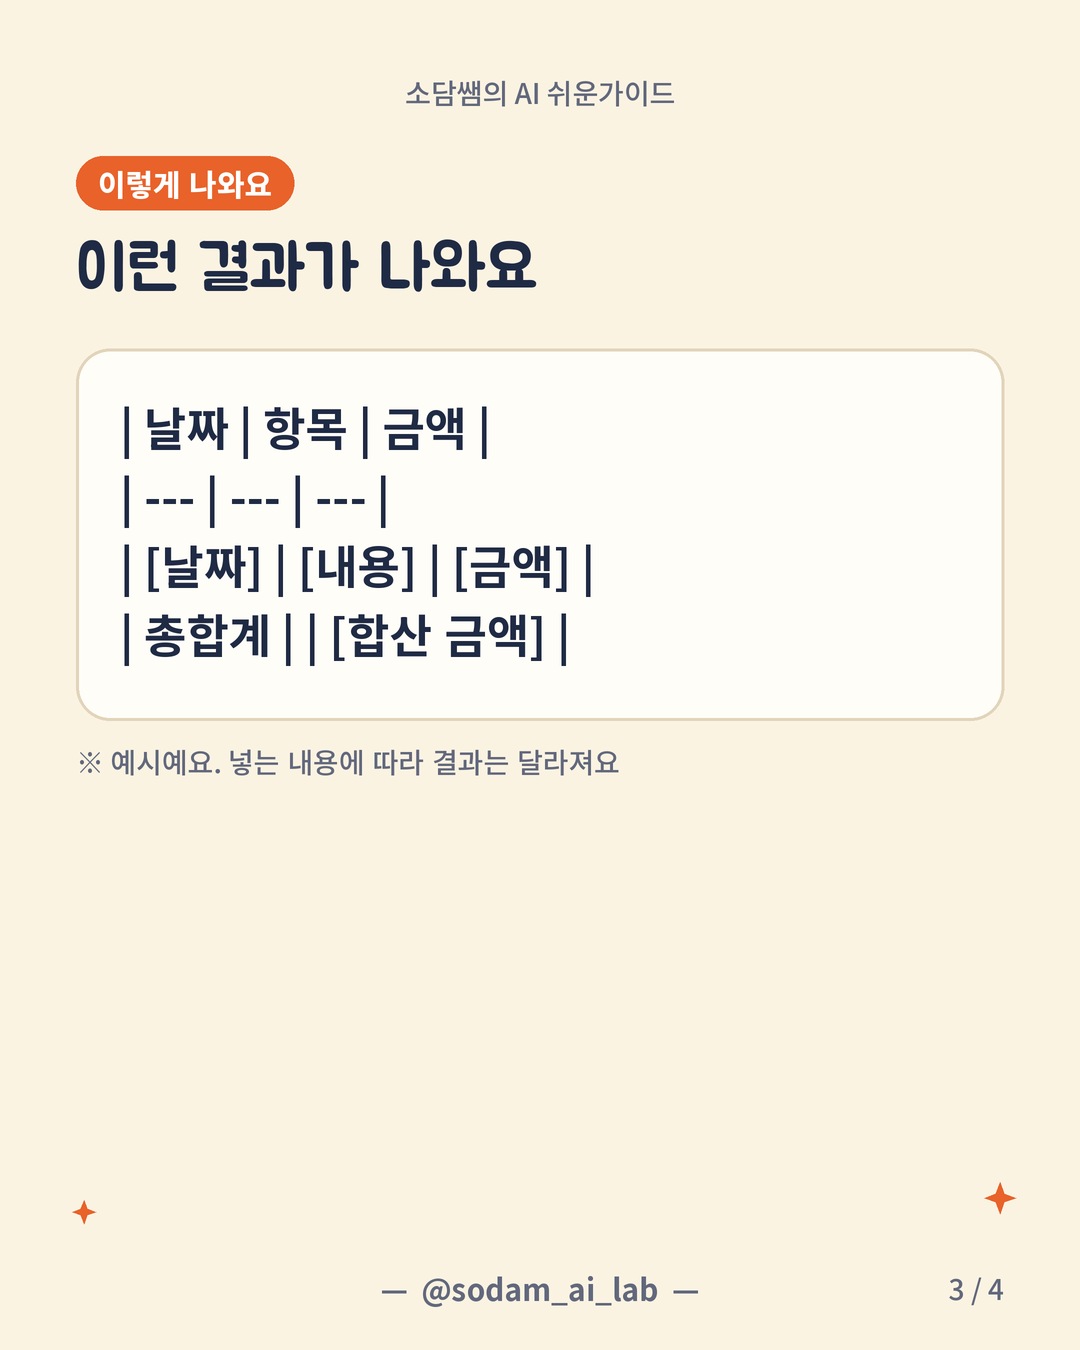 소담쌤의 AI 쉬운가이드
이렇게 나와요
이런 결과가 나와요
| 날짜 | 항목 | 금액 |
| --- | --- | --- |
| [날짜] | [내용] | [금액] |
| 총합계 | | [합산 금액] |
※ 예시예요. 넣는 내용에 따라 결과는 달라져요
— @sodam_ai_lab —
3 / 4